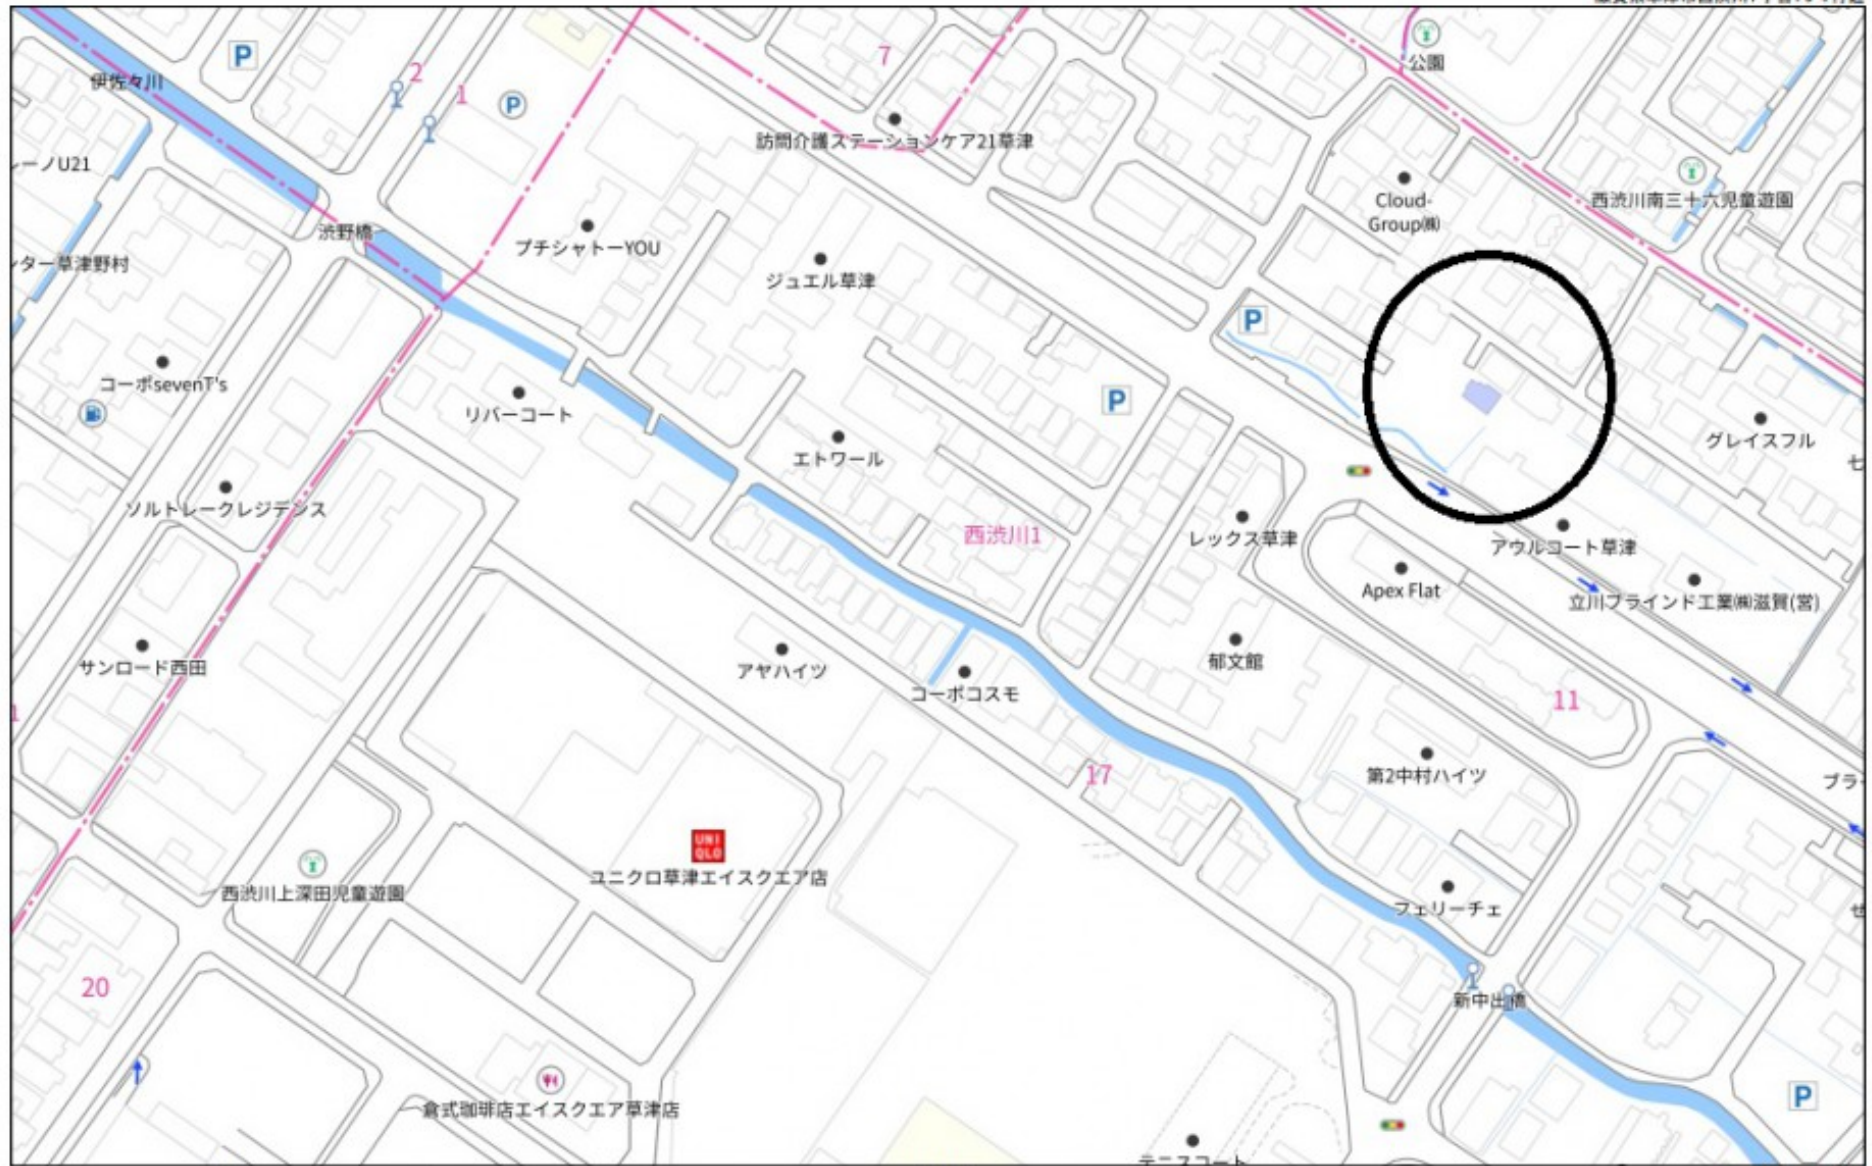 公園
7
2
1
伊佐々川
訪問介護ステーションケア21草津
ーノU21
Cloud-
Group㈱
西渋川南三十六児童遊園
渋野橋
プチシャトーYOU
ター草津野村
ジュエル草津
P
P
P
コーポsevenT's
リバーコート
P
グレイスフル
七
エトワール
ソルトレークレジデンス
西渋川1
レックス草津
アウルコート草津
Apex Flat
立川ブラインド工業㈱滋賀(営)
サンロード西田
アヤハイツ
郁文館
コーポコスモ
11
1
17
第2中村ハイツ
ブラ
UNI
QLO
ユニクロ草津エイスクエア店
西渋川上深田児童遊園
フェリーチェ
せ
20
新中出橋
倉式珈琲店エイスクエア草津店
P
テニスコート